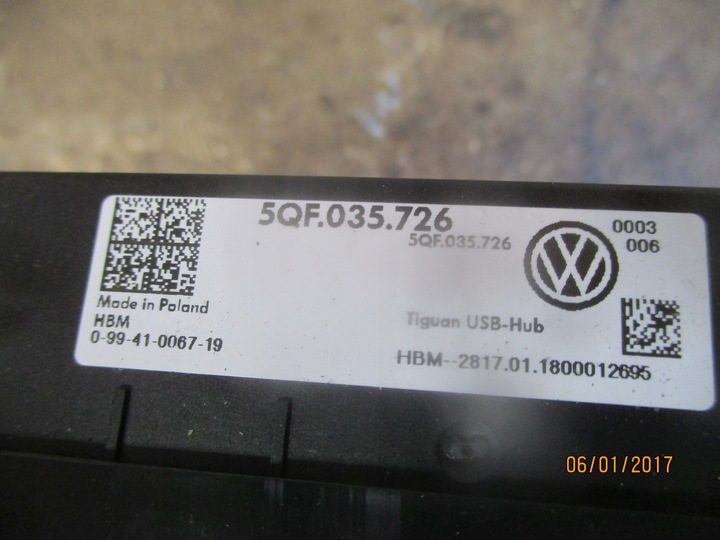 5QF.035.726
5QF.035.726
0003
006
Made in Poland
HBM
0-99-41-0067-19
Tiguan USB-Hub
HBM--2817.01.1800012695
06/01/2017